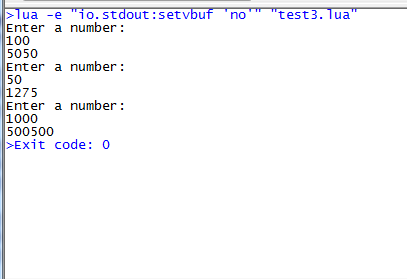 >lua -e "io.stdout:setvbuf 'no'" "test3.lua"
Enter a number:
100
5050
Enter a number:
50
1275
Enter a number:
1000
500500
>Exit code: 0